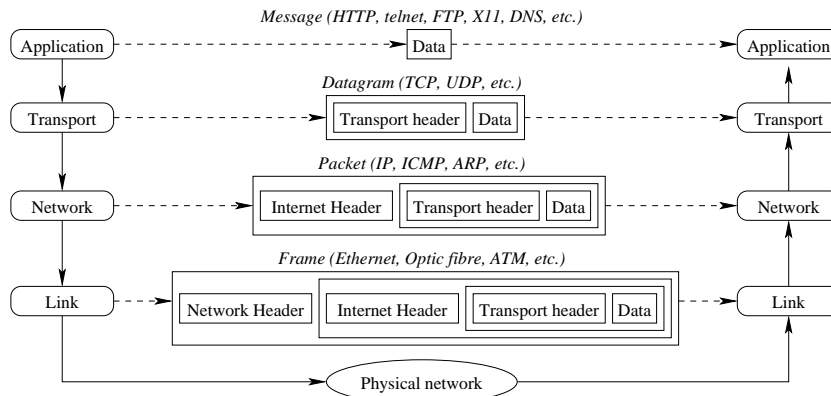 Message (HTTP, telnet, FTP, X11, DNS, etc.)
Application Data Application
Datagram (TCP, UDP, etc.)
Transport Transport header Data Transport
Packet (IP, ICMP, ARP, etc.)
Network Internet Header Transport header Data Network
Frame (Ethernet, Optic fibre, ATM, etc.)
Link Network Header Internet Header Transport header Data Link
Physical network